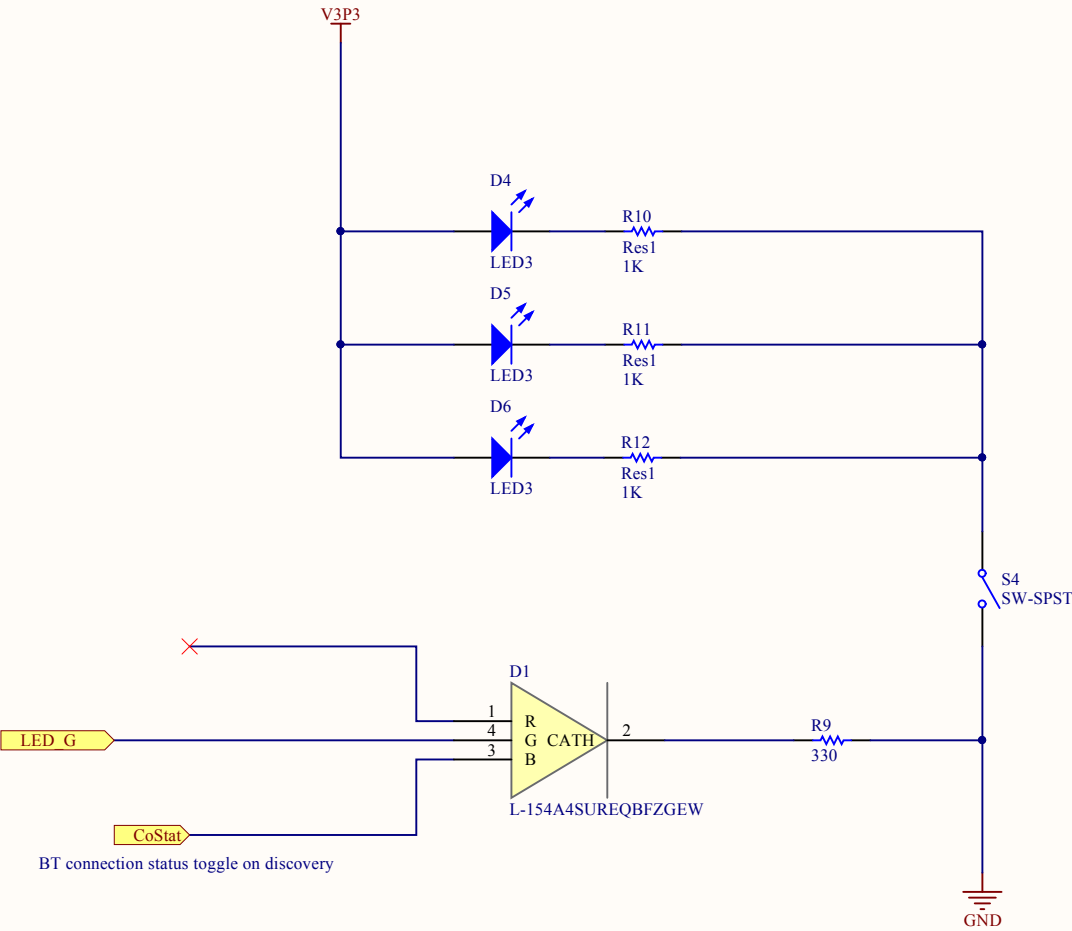 V3P3
D4
LED3
R10
Res1
1K
D5
LED3
R11
Res1
1K
D6
LED3
R12
Res1
1K
S4
SW-SPST
D1
1 R
4 G CATH 2
3 B
L-154A4SUREQBFZGEW
LED_G
R9
330
CoStat
BT connection status toggle on discovery
GND